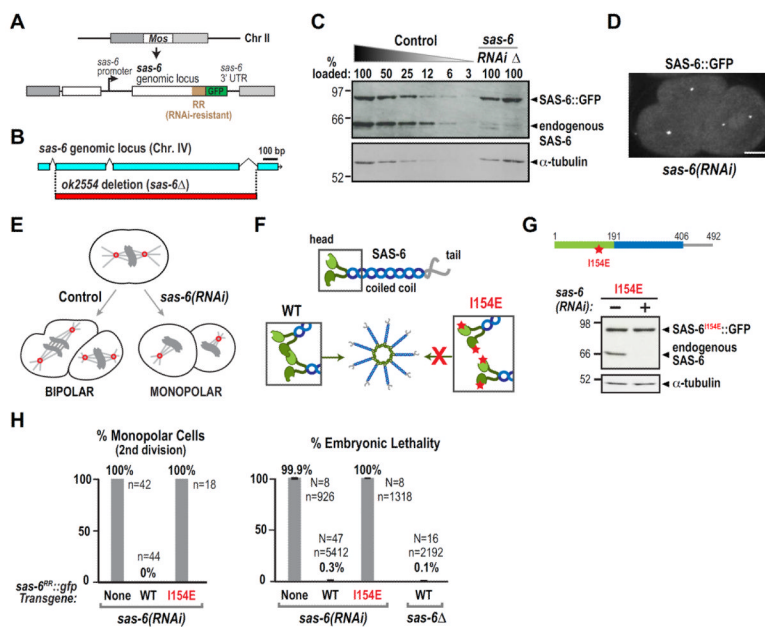 A
Mos
Chr II
sas-6
promoter
sas-6
genomic locus
sas-6
3' UTR
GFP
RR
(RNAi-resistant)
B
sas-6 genomic locus (Chr. IV)
100 bp
ok2554 deletion (sas-6Δ)
C
Control
sas-6
RNAi Δ
%
loaded: 100 50 25 12 6 3 100 100
97
66
52
SAS-6::GFP
endogenous
SAS-6
α-tubulin
D
SAS-6::GFP
sas-6(RNAi)
E
Control
sas-6(RNAi)
BIPOLAR
MONOPOLAR
F
head
SAS-6
tail
coiled coil
WT
I154E
X
G
1 191 406 492
I154E
I154E
sas-6
(RNAi):
– +
98
66
52
SAS-6I154E::GFP
endogenous
SAS-6
α-tubulin
H
% Monopolar Cells
(2nd division)
100% 100%
100
n=42 n=18
50
n=44
0%
0
sas-6RR::gfp
Transgene:
None WT I154E
sas-6(RNAi)
% Embryonic Lethality
99.9% 100%
100
N=8 N=8
n=926 n=1318
50
N=47 N=16
n=5412 n=2192
0.3% 0.1%
0
None WT I154E WT
sas-6(RNAi) sas-6Δ